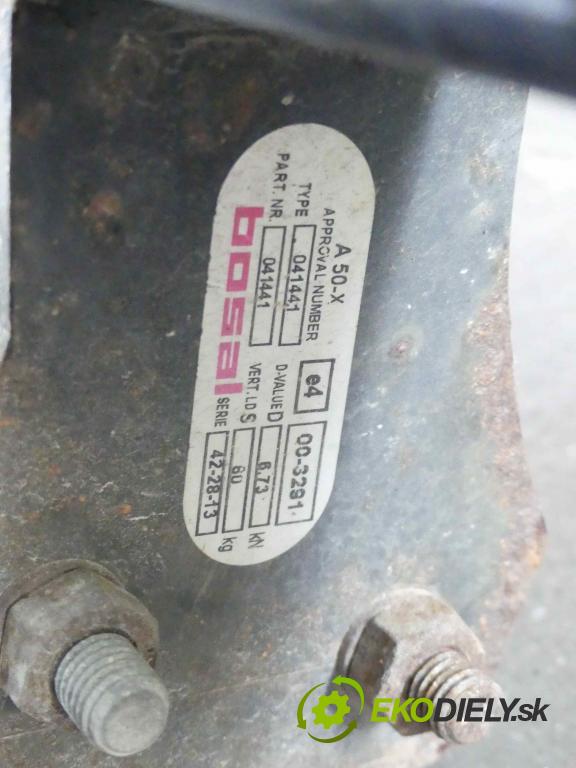 A 50-X
APPROVAL NUMBER e4 00-3291
TYPE 041441 D-VALUE D 6,73 kN
PART. NR. 041441 VERT. LD S 60 kg
bosal SERIE 42-28-13
EKODIELY.sk